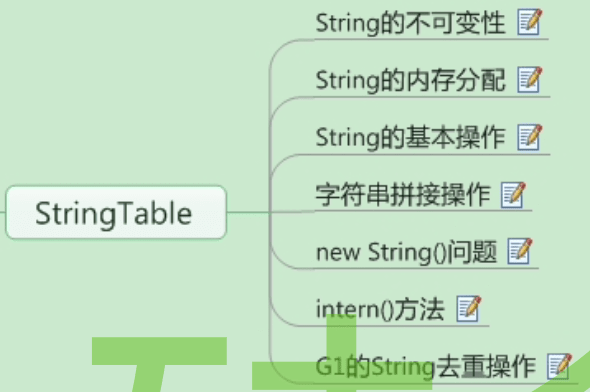 String的不可变性
String的内存分配
String的基本操作
字符串拼接操作
StringTable
new String()问题
intern()方法
G1的String去重操作